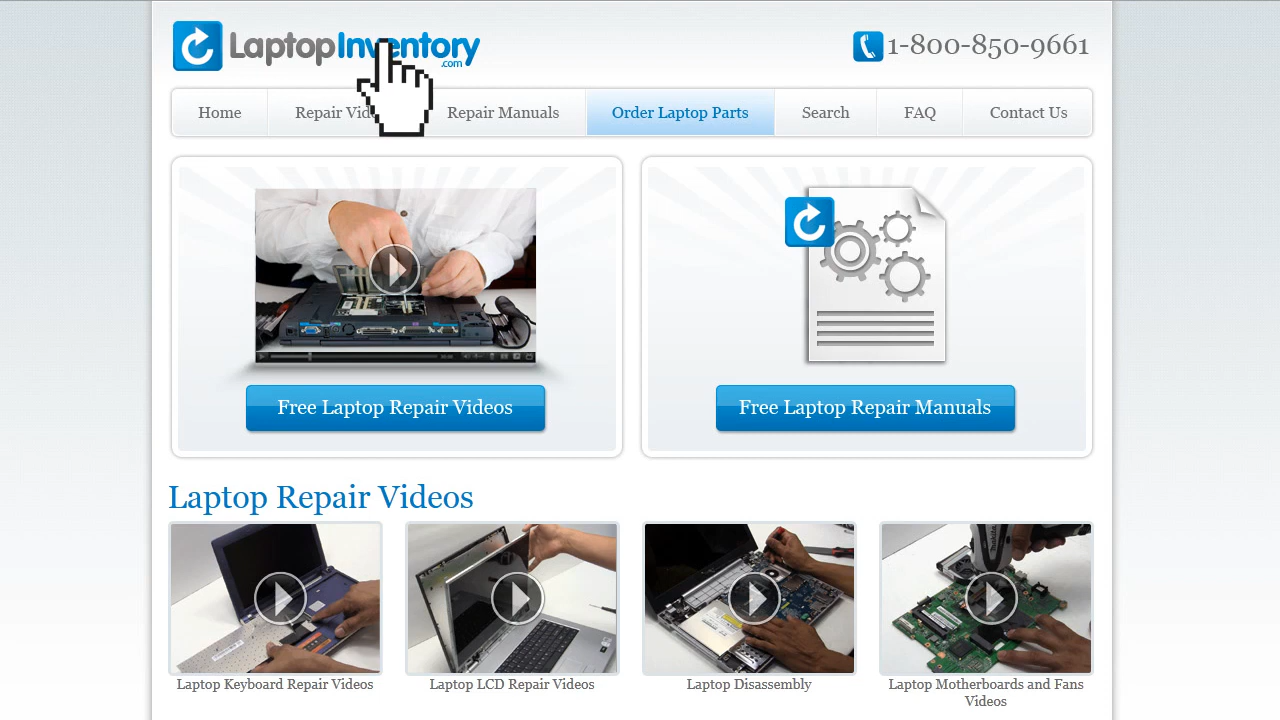 LaptopInventory
.com
1-800-850-9661
Home
Repair Vid
Repair Manuals
Order Laptop Parts
Search
FAQ
Contact Us
Free Laptop Repair Videos
Free Laptop Repair Manuals
Laptop Repair Videos
Laptop Keyboard Repair Videos
Laptop LCD Repair Videos
Laptop Disassembly
Laptop Motherboards and Fans
Videos